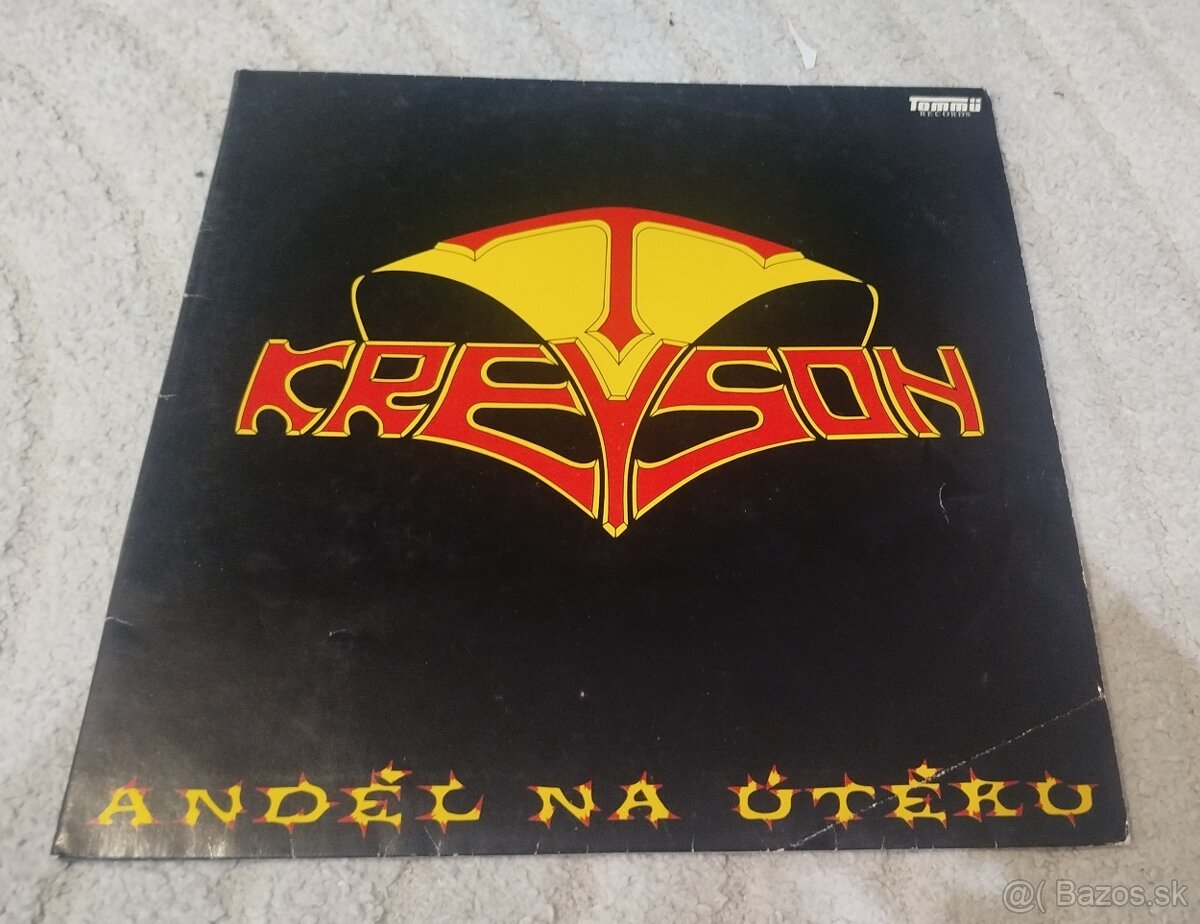 Tommü
RECORDS
KREYSON
ANDĚL NA ÚTĚKU
@( Bazos.sk